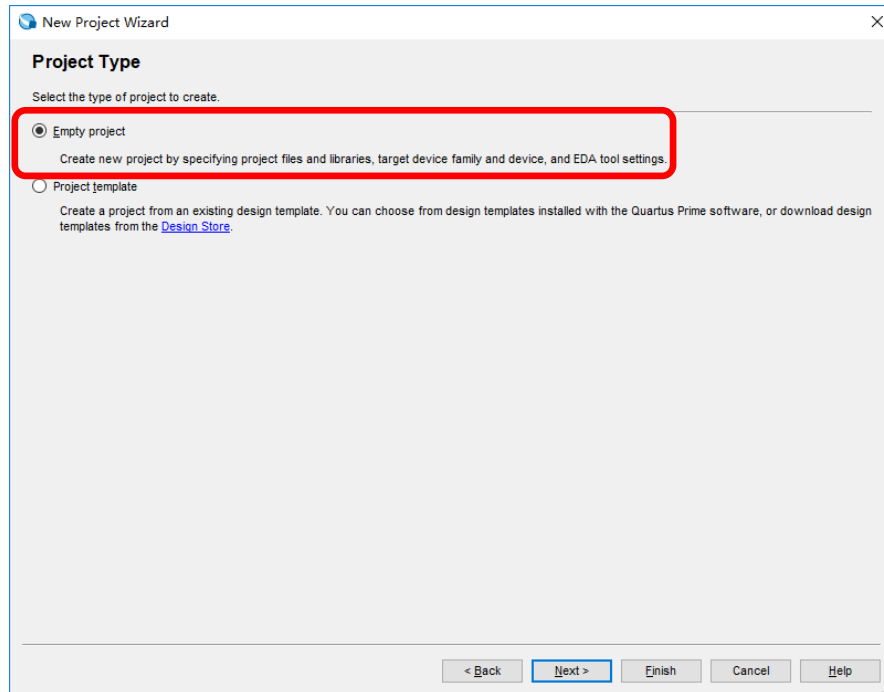 New Project Wizard
Project Type
Select the type of project to create.
Empty project
Create new project by specifying project files and libraries, target device family and device, and EDA tool settings.
Project template
Create a project from an existing design template. You can choose from design templates installed with the Quartus Prime software, or download design
templates from the Design Store.
< Back Next > Finish Cancel Help